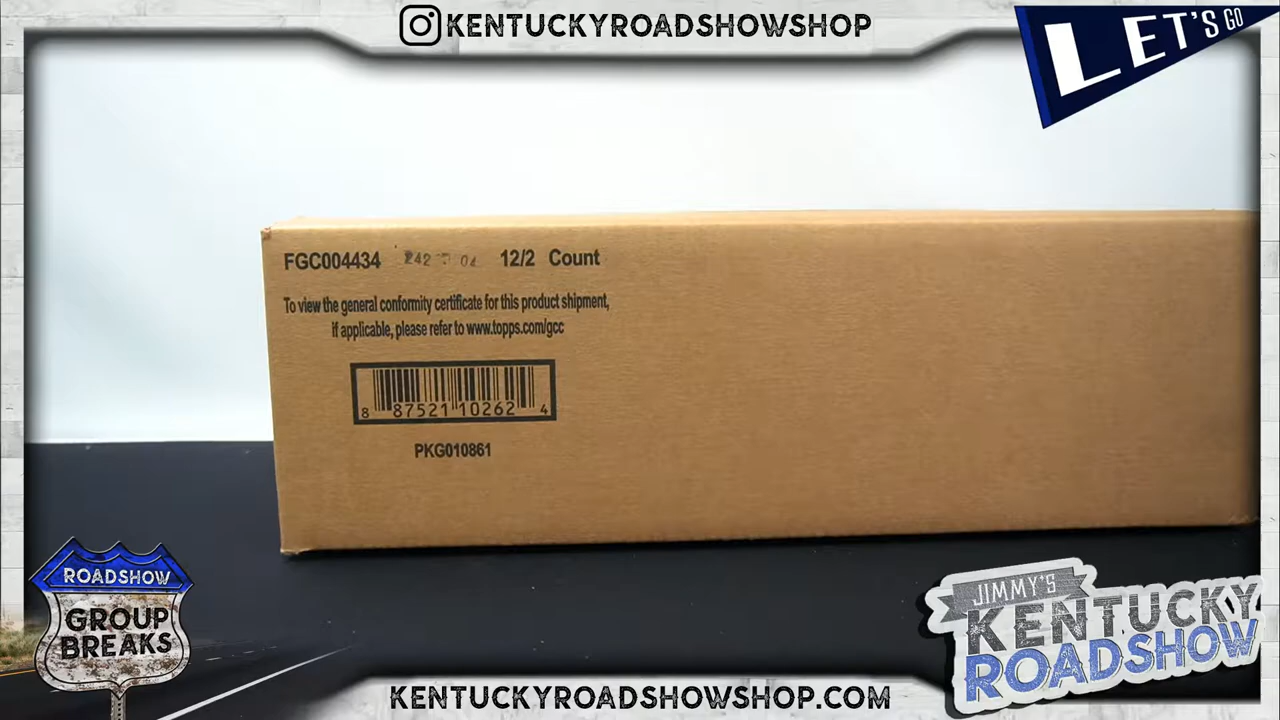 KENTUCKYROADSHOWSHOP
LET'S GO
FGC004434 12/2 Count
To view the general conformity certificate for this product shipment,
if applicable, please refer to www.topps.com/gcc
8 87521 10262 4
PKG010861
ROADSHOW
GROUP
BREAKS
JIMMY'S
KENTUCKY
ROADSHOW
KENTUCKYROADSHOWSHOP.COM